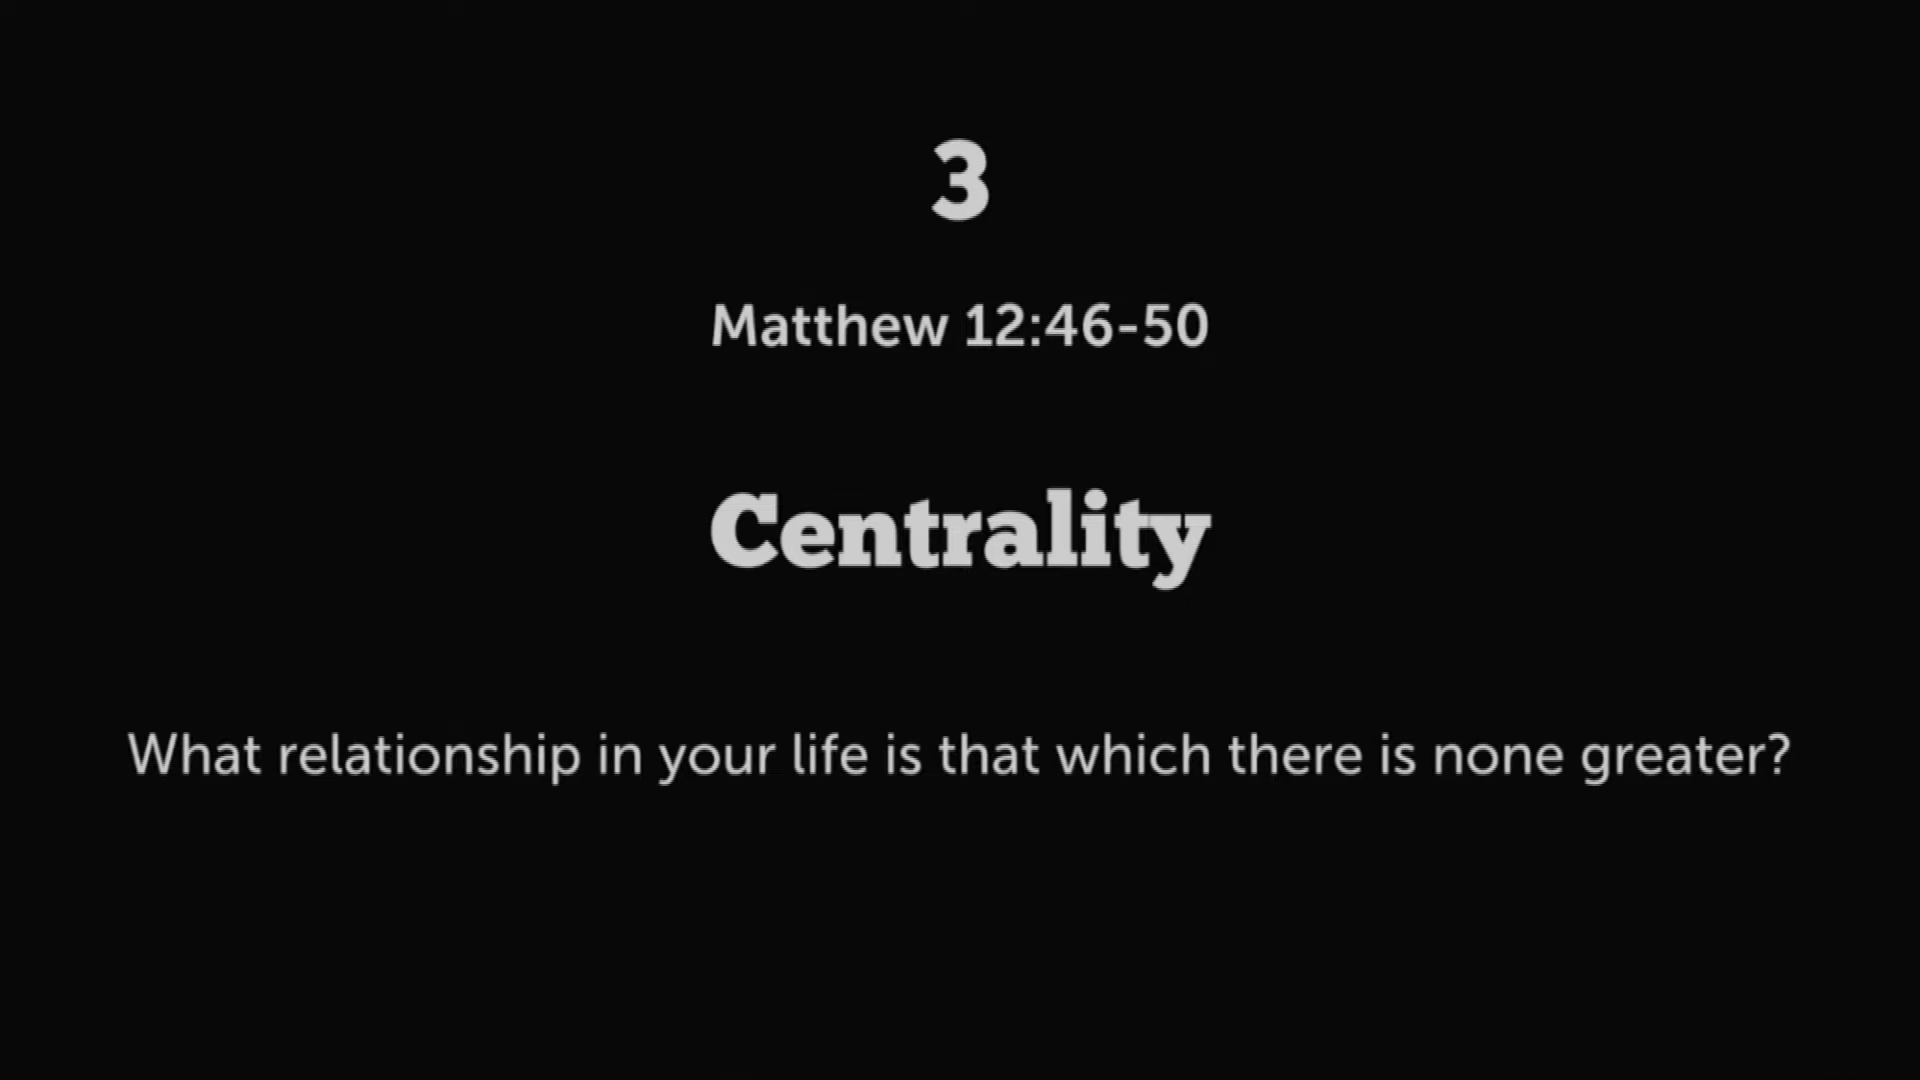 3
Matthew 12:46-50
Centrality
What relationship in your life is that which there is none greater?